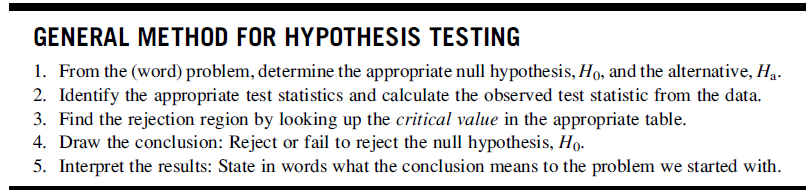 GENERAL METHOD FOR HYPOTHESIS TESTING
1. From the (word) problem, determine the appropriate null hypothesis, H₀, and the alternative, Hₐ.
2. Identify the appropriate test statistics and calculate the observed test statistic from the data.
3. Find the rejection region by looking up the critical value in the appropriate table.
4. Draw the conclusion: Reject or fail to reject the null hypothesis, H₀.
5. Interpret the results: State in words what the conclusion means to the problem we started with.